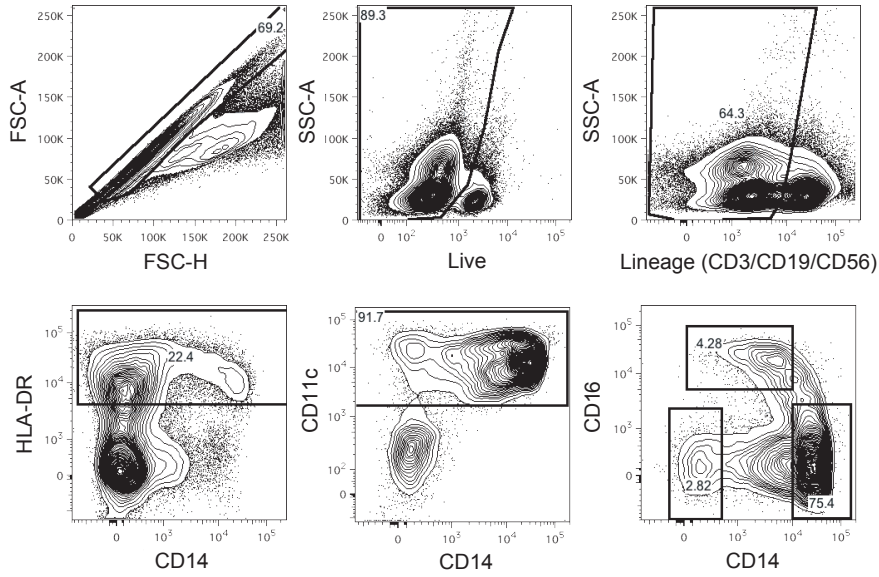 69.2
FSC-A
250K
200K
150K
100K
50K
0
0 50K 100K 150K 200K 250K
FSC-H
89.3
SSC-A
250K
200K
150K
100K
50K
0
0 10² 10³ 10⁴ 10⁵
Live
64.3
SSC-A
250K
200K
150K
100K
50K
0
0 10³ 10⁴ 10⁵
Lineage (CD3/CD19/CD56)
22.4
HLA-DR
10⁵
10⁴
10³
0
0 10³ 10⁴ 10⁵
CD14
91.7
CD11c
10⁵
10⁴
10³
10²
0
0 10³ 10⁴ 10⁵
CD14
4.28
2.82
75.4
CD16
10⁵
10⁴
10³
0
0 10³ 10⁴ 10⁵
CD14